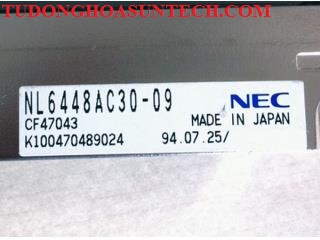 TUDONGHOASUNTECH.COM
NL6448AC30-09
NEC
CF47043
MADE IN JAPAN
K100470489024
94.07.25/